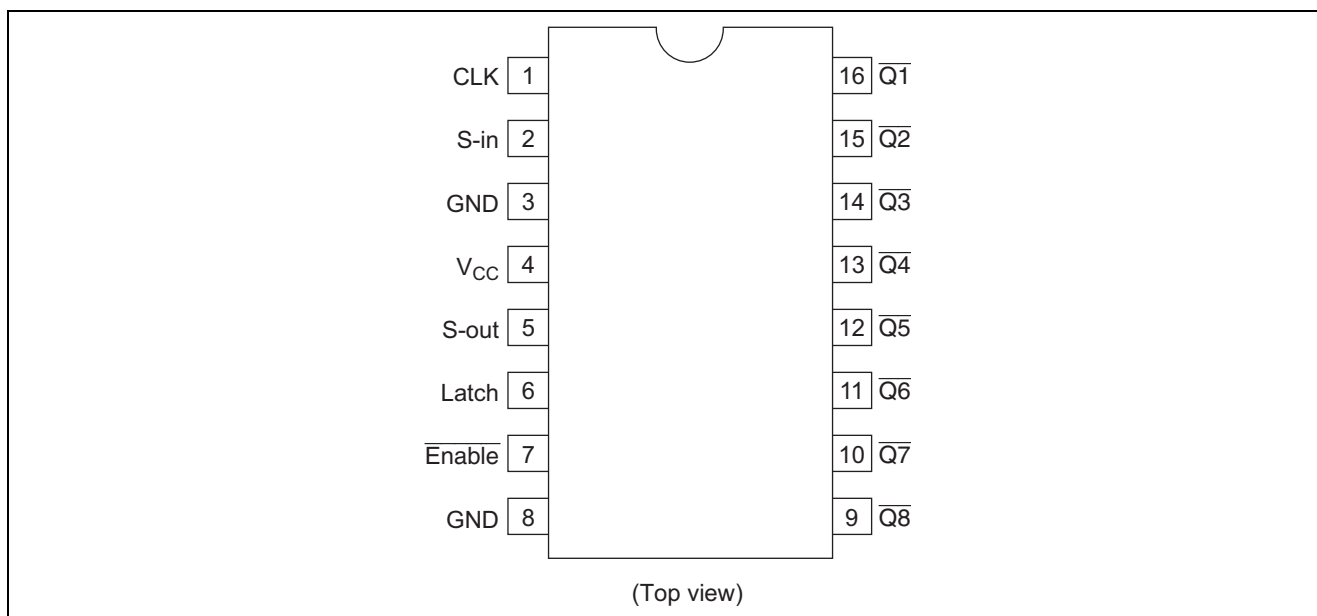 CLK 1 16 Q1
S-in 2 15 Q2
GND 3 14 Q3
VCC 4 13 Q4
S-out 5 12 Q5
Latch 6 11 Q6
Enable 7 10 Q7
GND 8 9 Q8
(Top view)